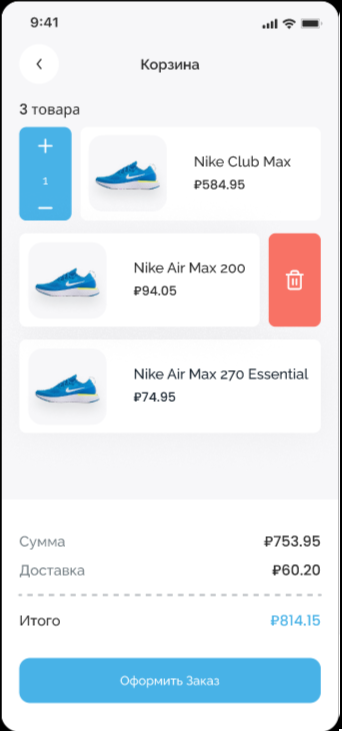 9:41
Корзина
3 товара
1
Nike Club Max
₽584.95
Nike Air Max 200
₽94.05
Nike Air Max 270 Essential
₽74.95
Сумма ₽753.95
Доставка ₽60.20
Итого ₽814.15
Оформить Заказ